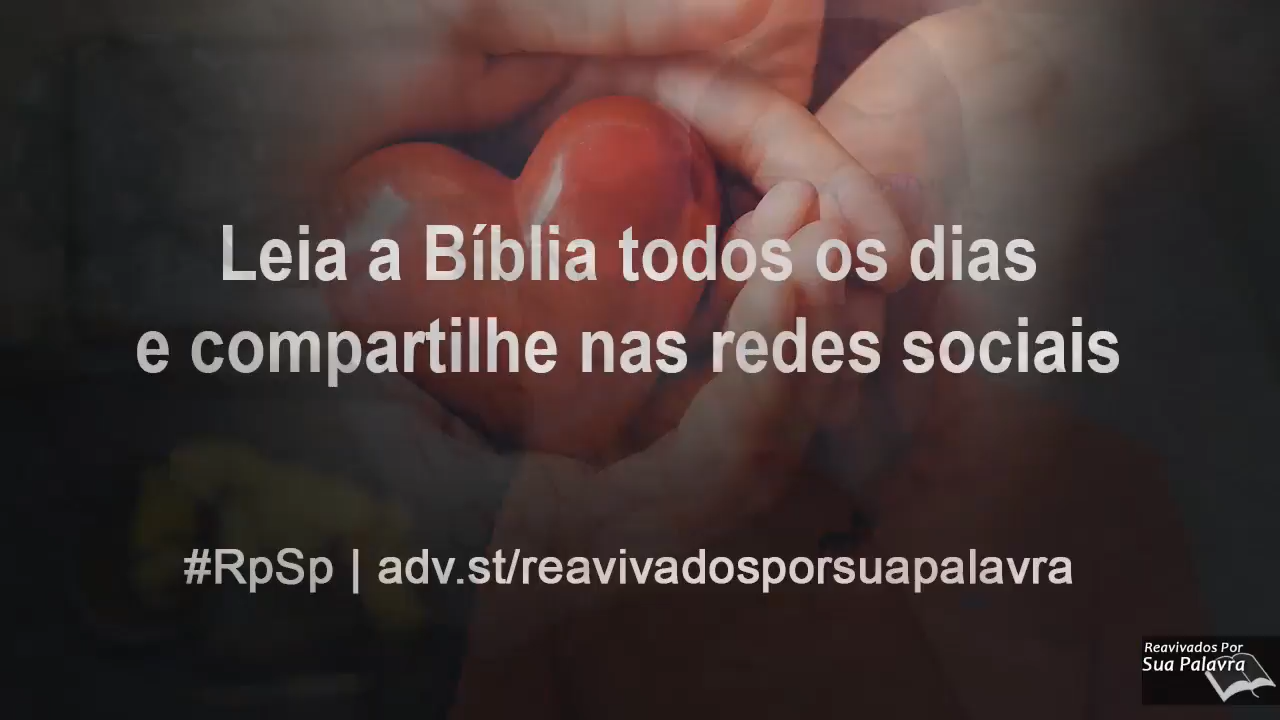 Leia a Bíblia todos os dias
e compartilhe nas redes sociais
#RpSp | adv.st/reavivadosporsuapalavra
Reavivados Por
Sua Palavra